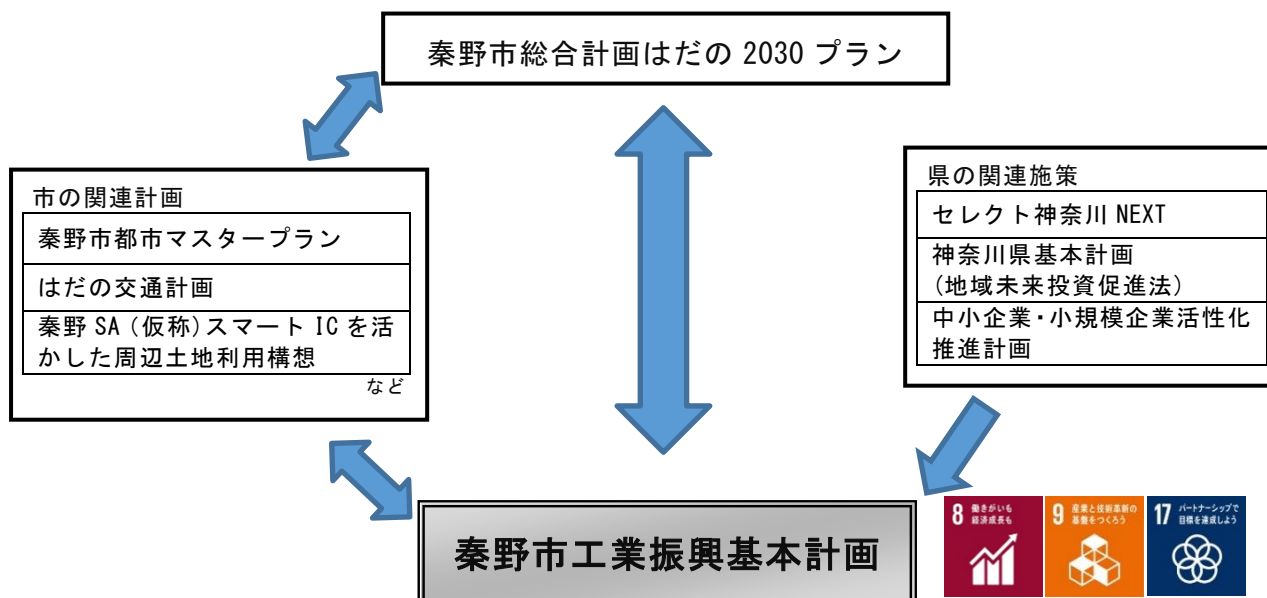 秦野市総合計画はだの 2030 プラン
市の関連計画
秦野市都市マスタープラン
はだの交通計画
秦野 SA（仮称）スマート IC を活
かした周辺土地利用構想
など
県の関連施策
セレクト神奈川 NEXT
神奈川県基本計画
(地域未来投資促進法)
中小企業・小規模企業活性化
推進計画
秦野市工業振興基本計画
8 働きがいも
経済成長も
9 産業と技術革新の
基盤をつくろう
17 パートナーシップで
目標を達成しよう